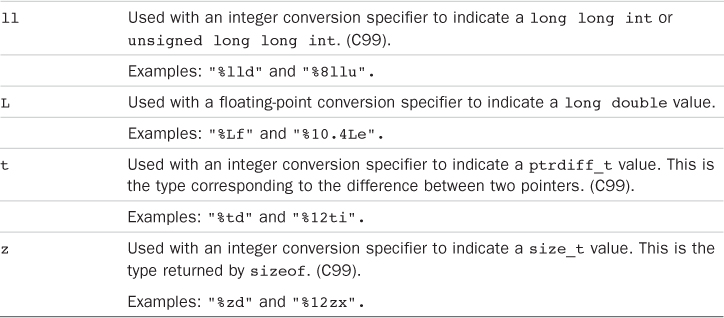 ll Used with an integer conversion specifier to indicate a long long int or
unsigned long long int. (C99).
Examples: "%lld" and "%8llu".
L Used with a floating-point conversion specifier to indicate a long double value.
Examples: "%Lf" and "%10.4Le".
t Used with an integer conversion specifier to indicate a ptrdiff_t value. This is
the type corresponding to the difference between two pointers. (C99).
Examples: "%td" and "%12ti".
z Used with an integer conversion specifier to indicate a size_t value. This is the
type returned by sizeof. (C99).
Examples: "%zd" and "%12zx".